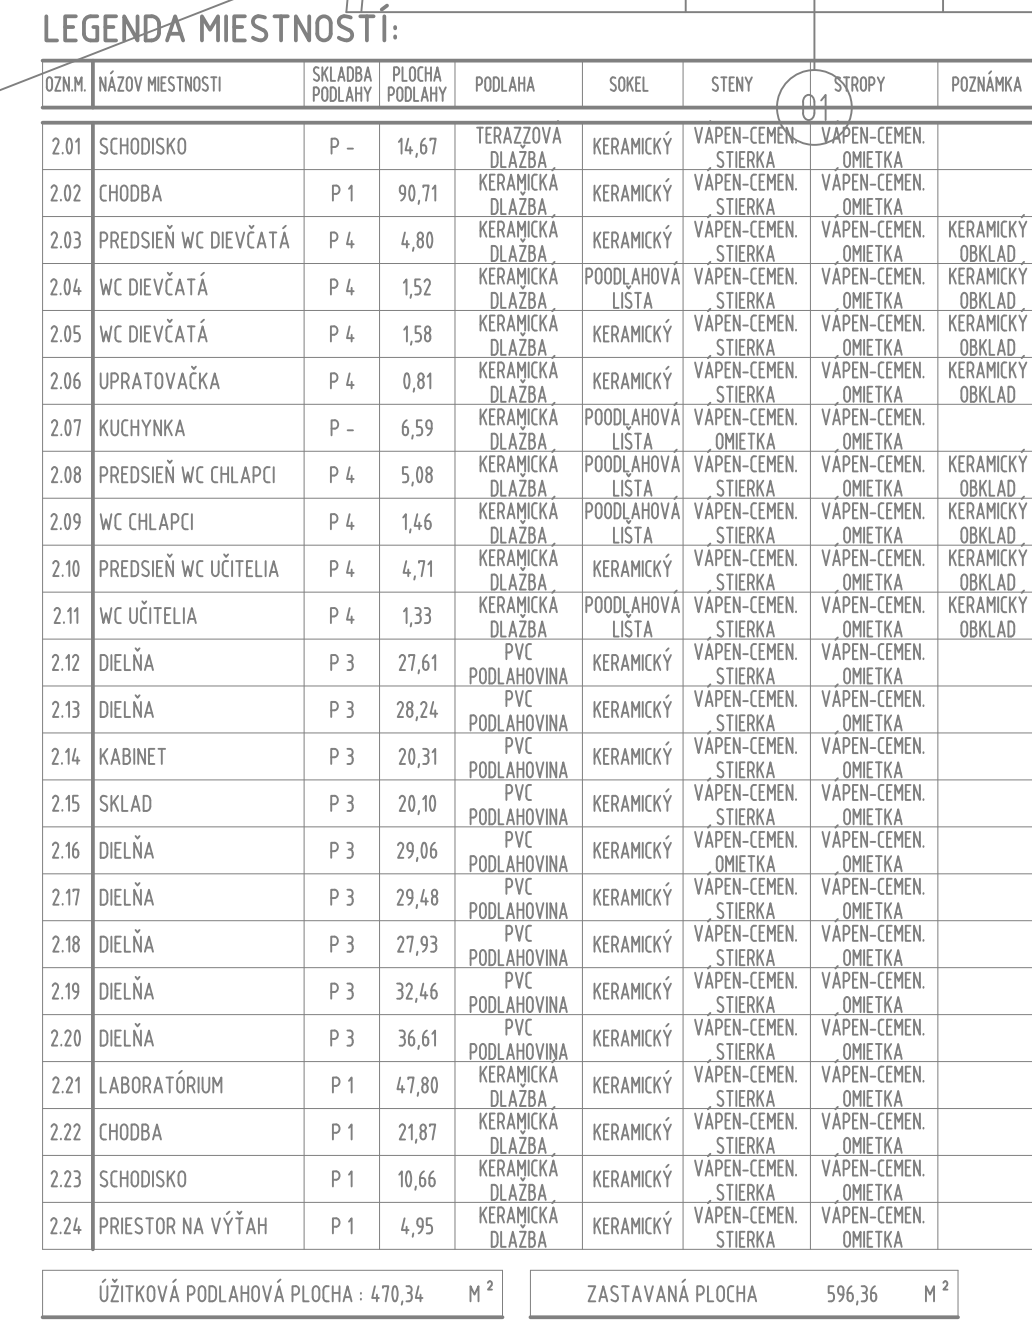 LEGENDA MIESTNOSTÍ:
OZN.M. NÁZOV MIESTNOSTI SKLADBA PODLAHY PLOCHA PODLAHY PODLAHA SOKEL STENY STROPY POZNÁMKA
01
2.01 SCHODISKO P - 14,67 TERAZZOVÁ DLAŽBA KERAMICKÝ VÁPEN-CEMEN. STIERKA VÁPEN-CEMEN. OMIETKA
2.02 CHODBA P 1 90,71 KERAMICKÁ DLAŽBA KERAMICKÝ VÁPEN-CEMEN. STIERKA VÁPEN-CEMEN. OMIETKA
2.03 PREDSIEŇ WC DIEVČATÁ P 4 4,80 KERAMICKÁ DLAŽBA KERAMICKÝ VÁPEN-CEMEN. STIERKA VÁPEN-CEMEN. OMIETKA KERAMICKÝ OBKLAD
2.04 WC DIEVČATÁ P 4 1,52 KERAMICKÁ DLAŽBA POODLAHOVÁ LIŠTA VÁPEN-CEMEN. STIERKA VÁPEN-CEMEN. OMIETKA KERAMICKÝ OBKLAD
2.05 WC DIEVČATÁ P 4 1,58 KERAMICKÁ DLAŽBA KERAMICKÝ VÁPEN-CEMEN. STIERKA VÁPEN-CEMEN. OMIETKA KERAMICKÝ OBKLAD
2.06 UPRATOVAČKA P 4 0,81 KERAMICKÁ DLAŽBA KERAMICKÝ VÁPEN-CEMEN. STIERKA VÁPEN-CEMEN. OMIETKA KERAMICKÝ OBKLAD
2.07 KUCHYNKA P - 6,59 KERAMICKÁ DLAŽBA POODLAHOVÁ LIŠTA VÁPEN-CEMEN. OMIETKA VÁPEN-CEMEN. OMIETKA
2.08 PREDSIEŇ WC CHLAPCI P 4 5,08 KERAMICKÁ DLAŽBA POODLAHOVÁ LIŠTA VÁPEN-CEMEN. STIERKA VÁPEN-CEMEN. OMIETKA KERAMICKÝ OBKLAD
2.09 WC CHLAPCI P 4 1,46 KERAMICKÁ DLAŽBA POODLAHOVÁ LIŠTA VÁPEN-CEMEN. STIERKA VÁPEN-CEMEN. OMIETKA KERAMICKÝ OBKLAD
2.10 PREDSIEŇ WC UČITELIA P 4 4,71 KERAMICKÁ DLAŽBA KERAMICKÝ VÁPEN-CEMEN. STIERKA VÁPEN-CEMEN. OMIETKA KERAMICKÝ OBKLAD
2.11 WC UČITELIA P 4 1,33 KERAMICKÁ DLAŽBA POODLAHOVÁ LIŠTA VÁPEN-CEMEN. STIERKA VÁPEN-CEMEN. OMIETKA KERAMICKÝ OBKLAD
2.12 DIELŇA P 3 27,61 PVC PODLAHOVINA KERAMICKÝ VÁPEN-CEMEN. STIERKA VÁPEN-CEMEN. OMIETKA
2.13 DIELŇA P 3 28,24 PVC PODLAHOVINA KERAMICKÝ VÁPEN-CEMEN. STIERKA VÁPEN-CEMEN. OMIETKA
2.14 KABINET P 3 20,31 PVC PODLAHOVINA KERAMICKÝ VÁPEN-CEMEN. STIERKA VÁPEN-CEMEN. OMIETKA
2.15 SKLAD P 3 20,10 PVC PODLAHOVINA KERAMICKÝ VÁPEN-CEMEN. STIERKA VÁPEN-CEMEN. OMIETKA
2.16 DIELŇA P 3 29,06 PVC PODLAHOVINA KERAMICKÝ VÁPEN-CEMEN. OMIETKA VÁPEN-CEMEN. OMIETKA
2.17 DIELŇA P 3 29,48 PVC PODLAHOVINA KERAMICKÝ VÁPEN-CEMEN. STIERKA VÁPEN-CEMEN. OMIETKA
2.18 DIELŇA P 3 27,93 PVC PODLAHOVINA KERAMICKÝ VÁPEN-CEMEN. STIERKA VÁPEN-CEMEN. OMIETKA
2.19 DIELŇA P 3 32,46 PVC PODLAHOVINA KERAMICKÝ VÁPEN-CEMEN. STIERKA VÁPEN-CEMEN. OMIETKA
2.20 DIELŇA P 3 36,61 PVC PODLAHOVINA KERAMICKÝ VÁPEN-CEMEN. STIERKA VÁPEN-CEMEN. OMIETKA
2.21 LABORATÓRIUM P 1 47,80 KERAMICKÁ DLAŽBA KERAMICKÝ VÁPEN-CEMEN. STIERKA VÁPEN-CEMEN. OMIETKA
2.22 CHODBA P 1 21,87 KERAMICKÁ DLAŽBA KERAMICKÝ VÁPEN-CEMEN. STIERKA VÁPEN-CEMEN. OMIETKA
2.23 SCHODISKO P 1 10,66 KERAMICKÁ DLAŽBA KERAMICKÝ VÁPEN-CEMEN. STIERKA VÁPEN-CEMEN. OMIETKA
2.24 PRIESTOR NA VÝŤAH P 1 4,95 KERAMICKÁ DLAŽBA KERAMICKÝ VÁPEN-CEMEN. STIERKA VÁPEN-CEMEN. OMIETKA
ÚŽITKOVÁ PODLAHOVÁ PLOCHA : 470,34 M² ZASTAVANÁ PLOCHA 596,36 M²